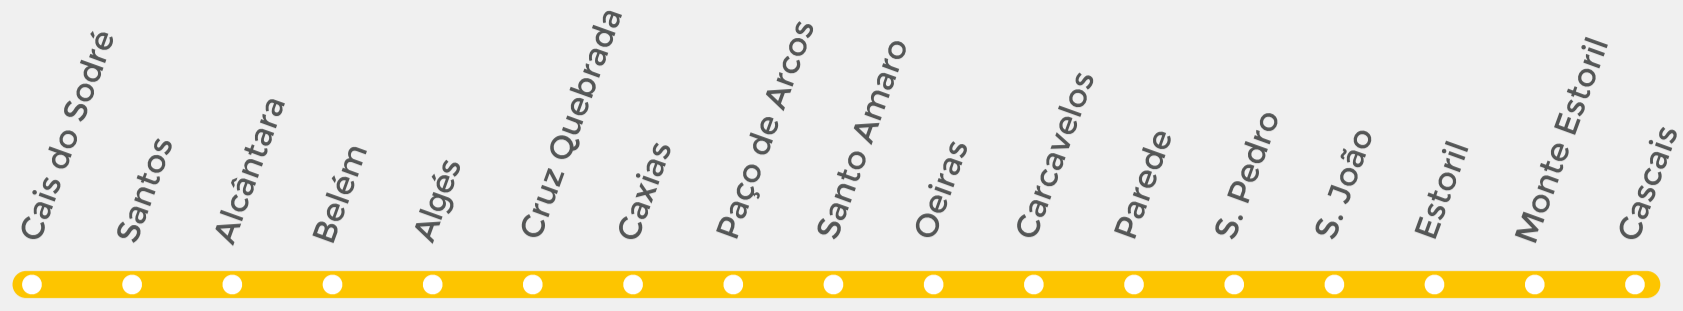 Cais do Sodré
Santos
Alcântara
Belém
Algés
Cruz Quebrada
Caxias
Paço de Arcos
Santo Amaro
Oeiras
Carcavelos
Parede
S. Pedro
S. João
Estoril
Monte Estoril
Cascais